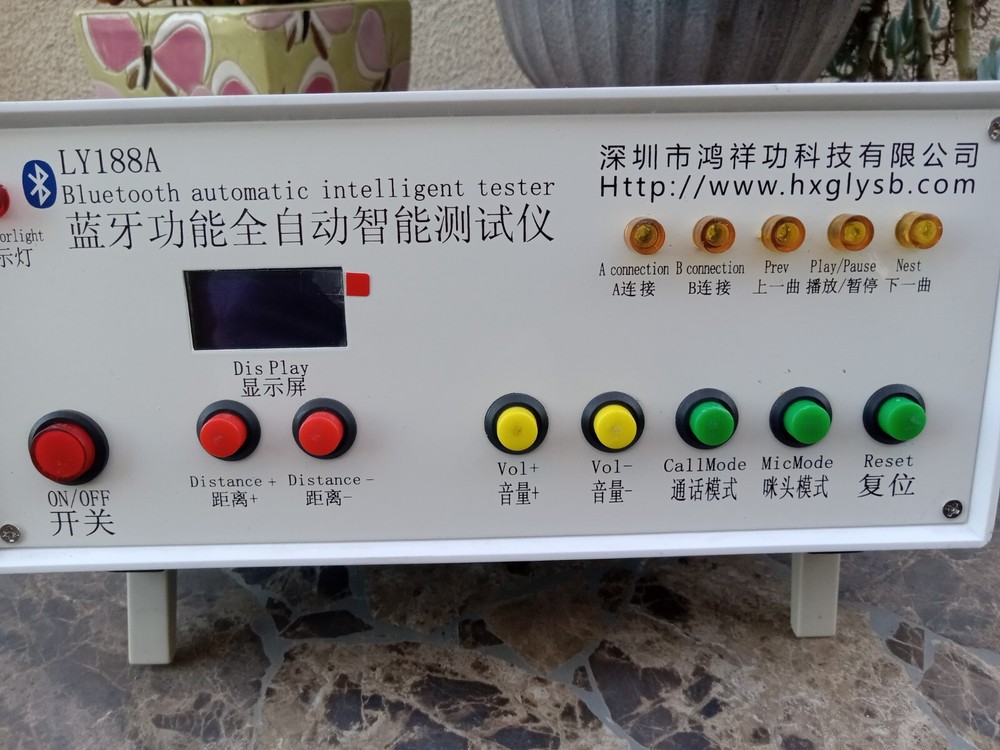 LY188A
Bluetooth automatic intelligent tester
蓝牙功能全自动智能测试仪
深圳市鸿祥功科技有限公司
Http://www.hxglysb.com
orlight
示灯
A connection B connection Prev Play/Pause Nest
A连接 B连接 上一曲 播放/暂停 下一曲
Dis Play
显示屏
ON/OFF
开关
Distance + Distance -
距离+ 距离-
Vol+ Vol- CallMode MicMode Reset
音量+ 音量- 通话模式 咪头模式 复位